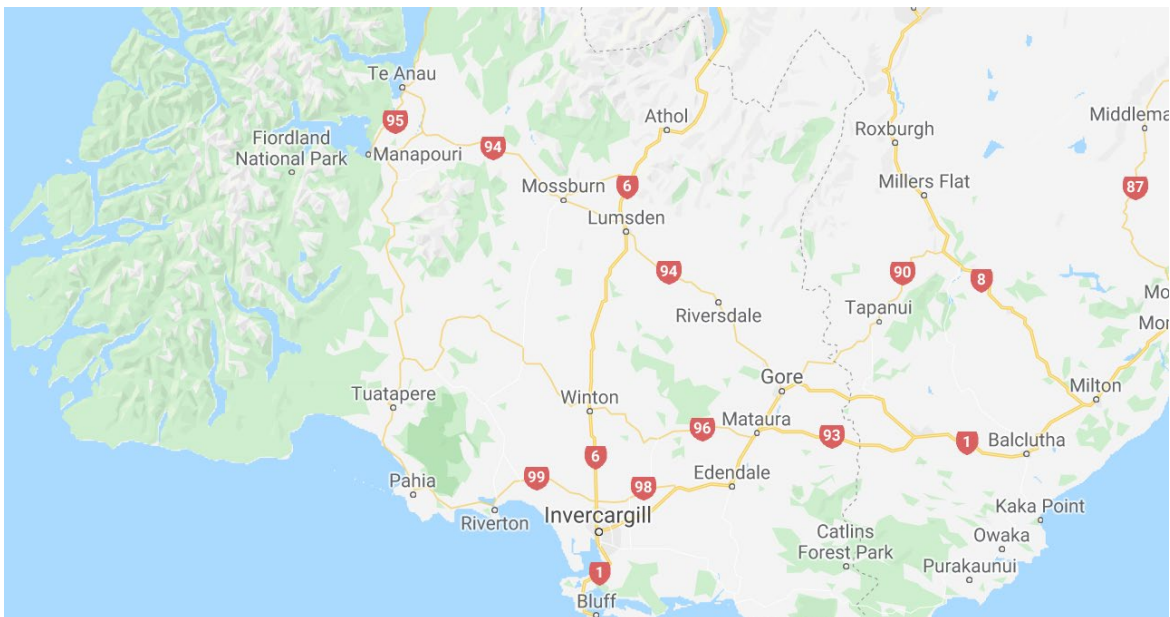 Te Anau
95
Athol
Roxburgh
Middlema
Fiordland
National Park
Manapouri
94
Mossburn
6
Millers Flat
87
Lumsden
94
90
8
Riversdale
Tapanui
Mo
Mor
Gore
Tuatapere
Winton
Milton
Mataura
96
93
1
Balclutha
6
Pahia
99
98
Edendale
Riverton
Invercargill
Kaka Point
Catlins
Forest Park
Owaka
Purakaunui
1
Bluff